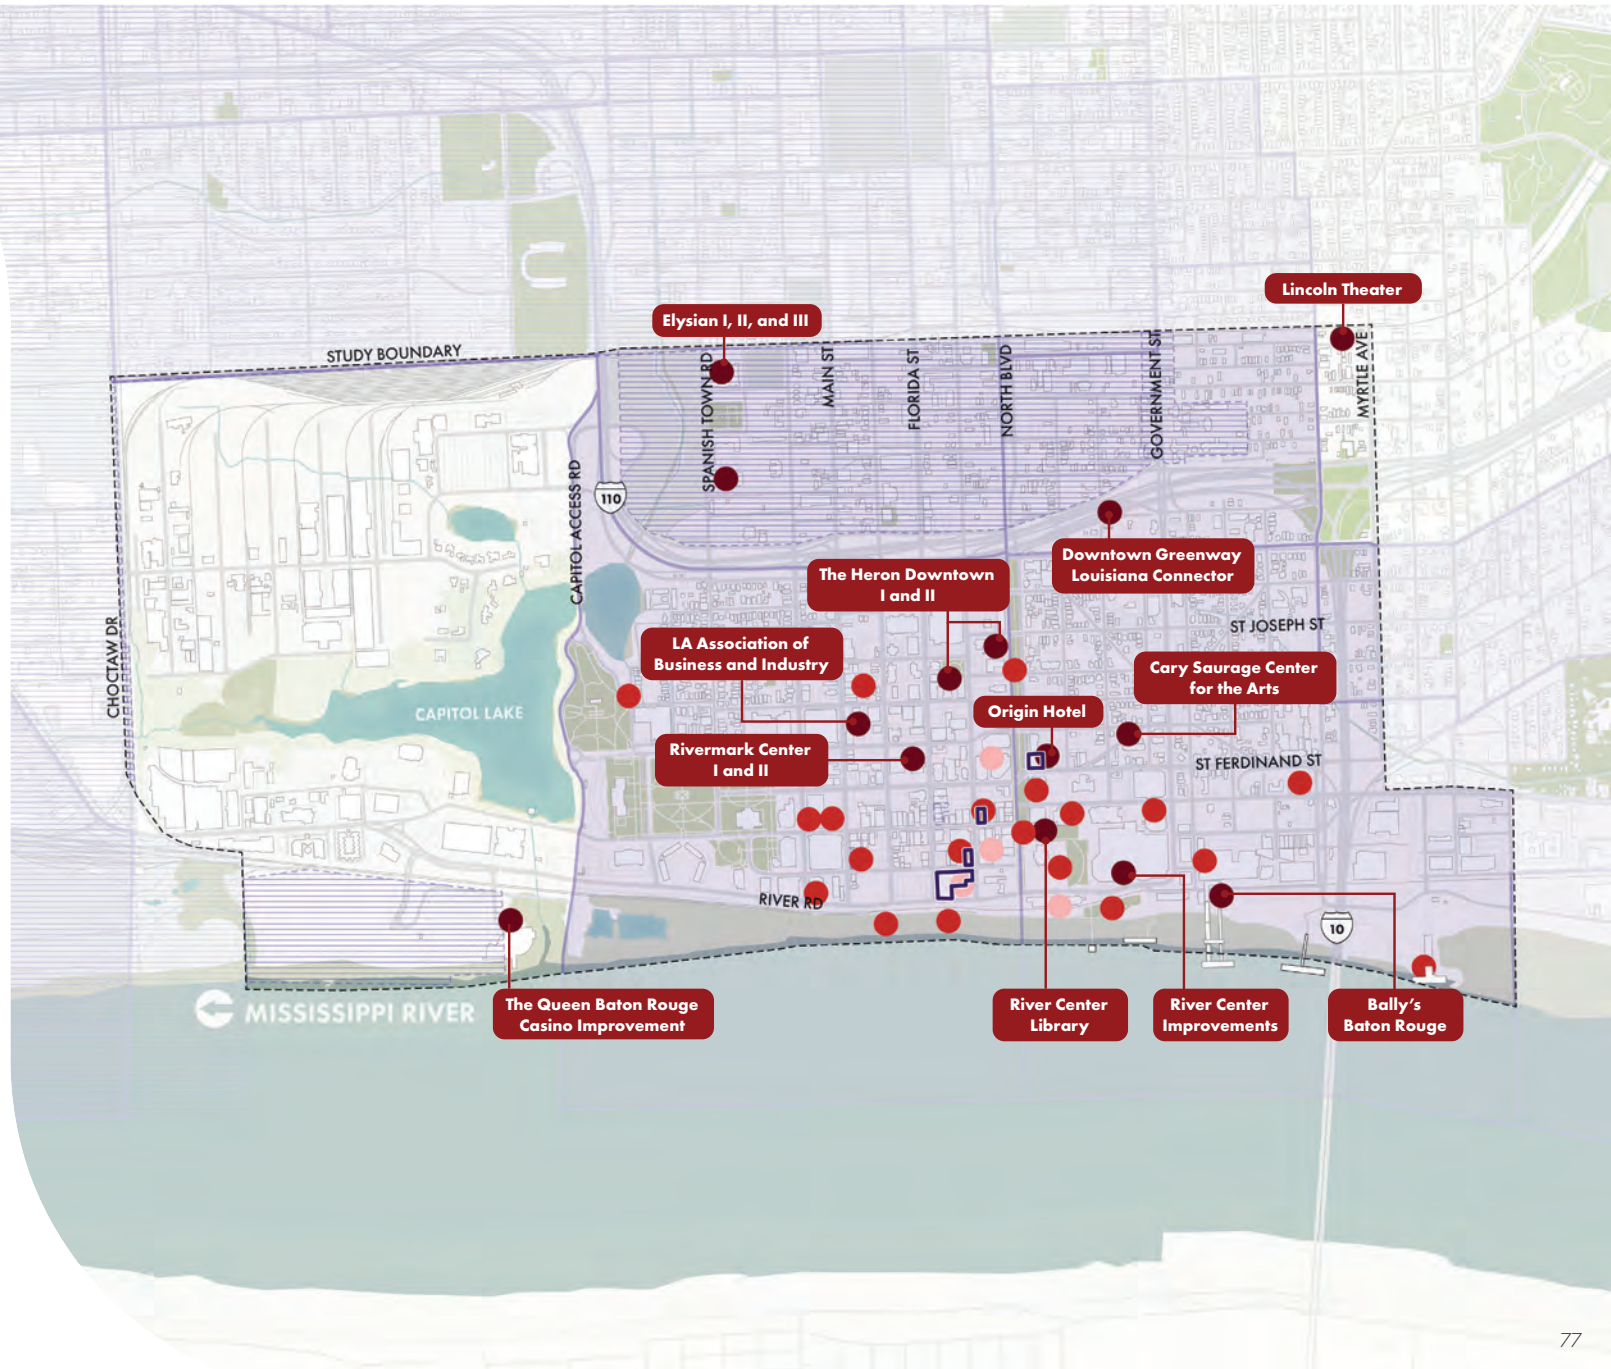 Lincoln Theater
Elysian I, II, and III
STUDY BOUNDARY
SPANISH TOWN RD
MAIN ST
FLORIDA ST
NORTH BLVD
GOVERNMENT ST
MYRTLE AVE
CAPITOL ACCESS RD
110
Downtown Greenway
Louisiana Connector
The Heron Downtown
I and II
CHOCTAW DR
ST JOSEPH ST
LA Association of
Business and Industry
Cary Saurage Center
for the Arts
CAPITOL LAKE
Origin Hotel
Rivermark Center
I and II
ST FERDINAND ST
RIVER RD
10
MISSISSIPPI RIVER
The Queen Baton Rouge
Casino Improvement
River Center
Library
River Center
Improvements
Bally's
Baton Rouge
77